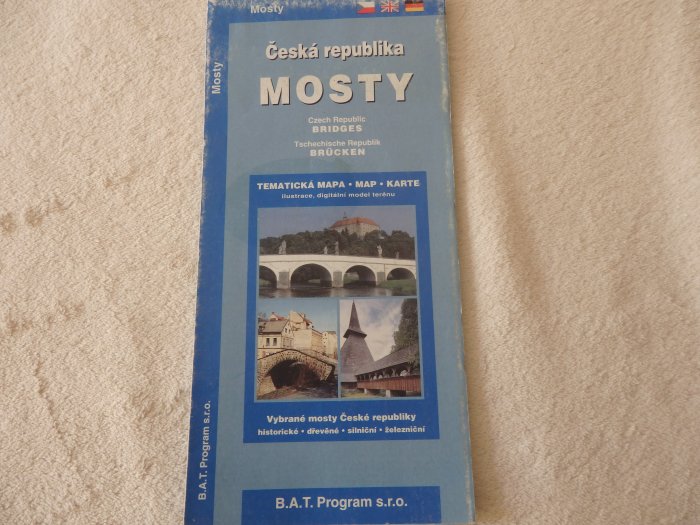 Mosty
Mosty
Česká republika
MOSTY
Czech Republic
BRIDGES
Tschechische Republik
BRÜCKEN
TEMATICKÁ MAPA • MAP • KARTE
ilustrace, digitální model terénu
Vybrané mosty České republiky
historické • dřevěné • silniční • železniční
B.A.T. Program s.r.o.
B.A.T. Program s.r.o.